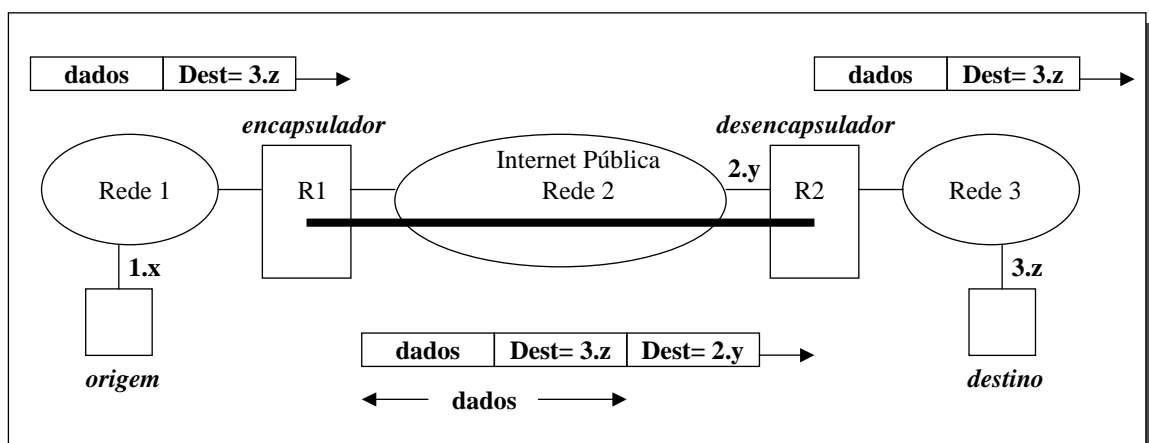 dados Dest= 3.z
dados Dest= 3.z
encapsulador
desencapsulador
Rede 1
R1
Internet Pública
Rede 2
2.y
R2
Rede 3
1.x
3.z
origem
destino
dados Dest= 3.z Dest= 2.y
dados